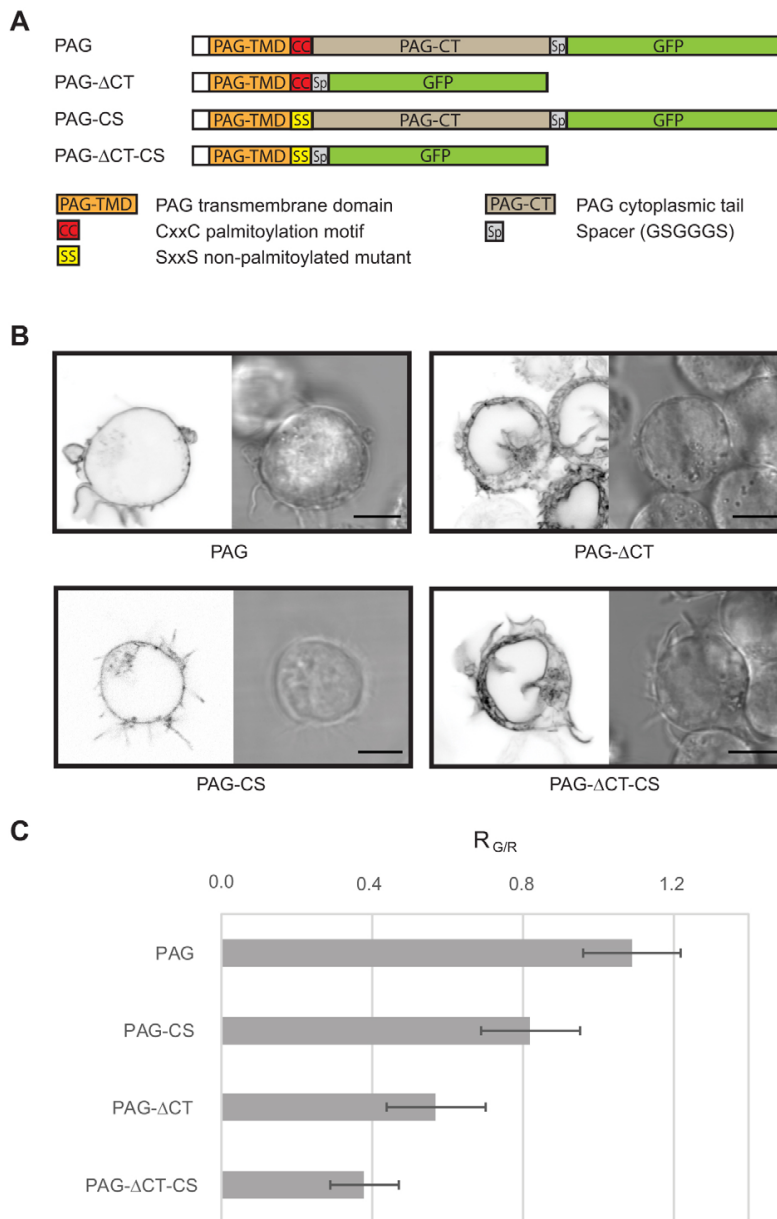 A
PAG PAG-TMD CC PAG-CT Sp GFP
PAG-ΔCT PAG-TMD CC Sp GFP
PAG-CS PAG-TMD SS PAG-CT Sp GFP
PAG-ΔCT-CS PAG-TMD SS Sp GFP
PAG-TMD PAG transmembrane domain PAG-CT PAG cytoplasmic tail
CC CxxC palmitoylation motif Sp Spacer (GSGGGS)
SS SxxS non-palmitoylated mutant
B
PAG PAG-ΔCT
PAG-CS PAG-ΔCT-CS
C
R G/R
0.0 0.4 0.8 1.2
PAG
PAG-CS
PAG-ΔCT
PAG-ΔCT-CS